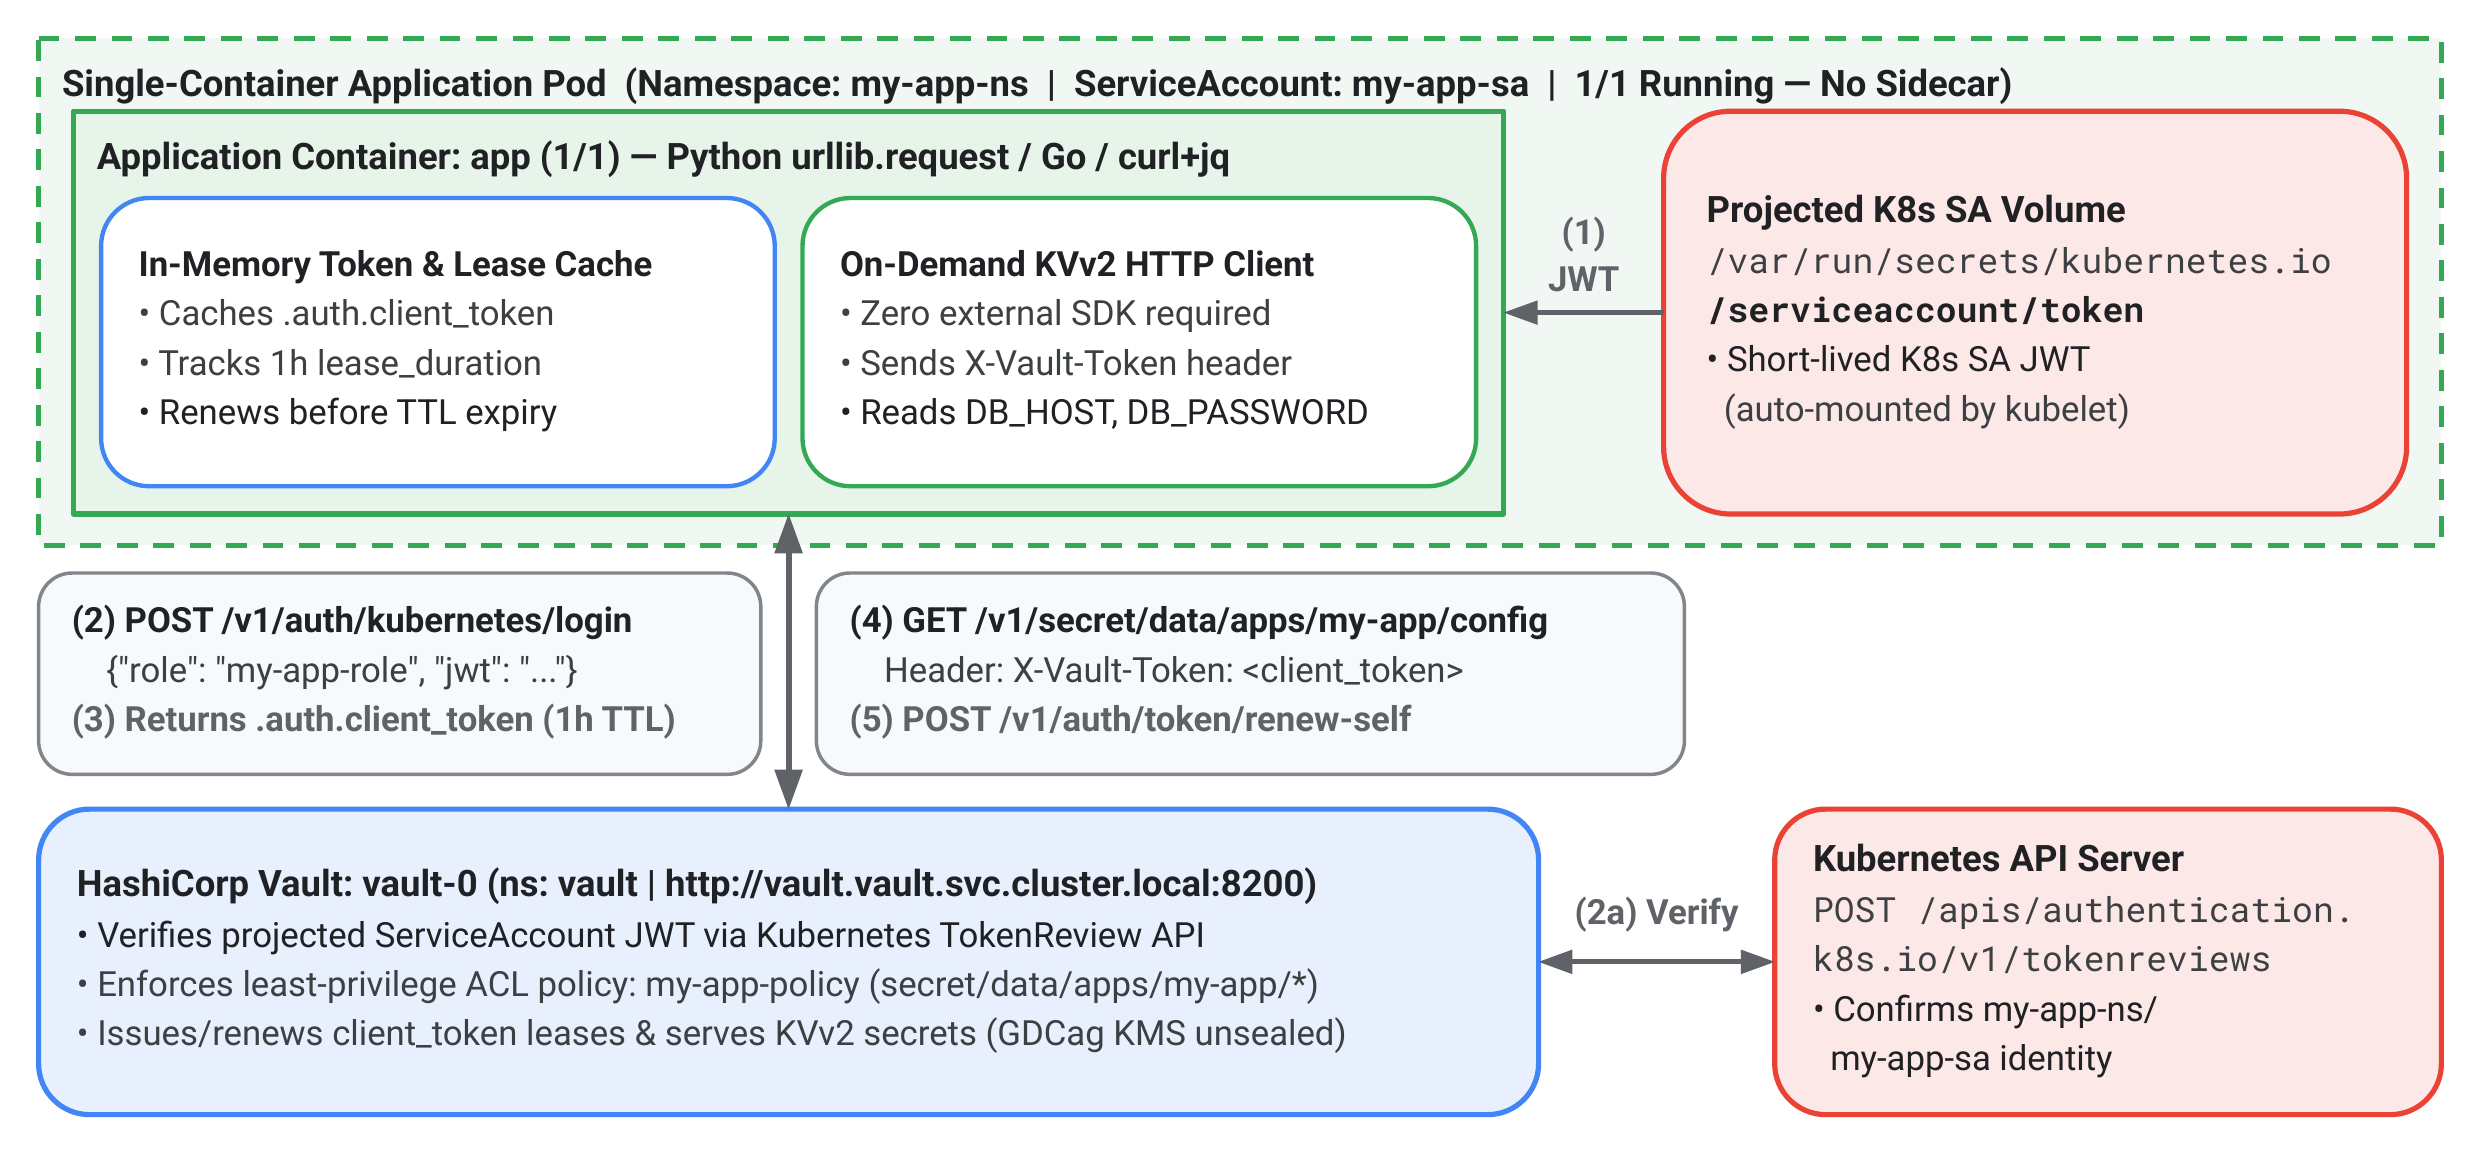 Single-Container Application Pod (Namespace: my-app-ns | ServiceAccount: my-app-sa | 1/1 Running — No Sidecar)
Application Container: app (1/1) — Python urllib.request / Go / curl+jq
In-Memory Token & Lease Cache
• Caches .auth.client_token
• Tracks 1h lease_duration
• Renews before TTL expiry
On-Demand KVv2 HTTP Client
• Zero external SDK required
• Sends X-Vault-Token header
• Reads DB_HOST, DB_PASSWORD
(1)
JWT
Projected K8s SA Volume
/var/run/secrets/kubernetes.io
/serviceaccount/token
• Short-lived K8s SA JWT
(auto-mounted by kubelet)
(2) POST /v1/auth/kubernetes/login
{"role": "my-app-role", "jwt": "..."}
(3) Returns .auth.client_token (1h TTL)
(4) GET /v1/secret/data/apps/my-app/config
Header: X-Vault-Token: <client_token>
(5) POST /v1/auth/token/renew-self
HashiCorp Vault: vault-0 (ns: vault | http://vault.vault.svc.cluster.local:8200)
• Verifies projected ServiceAccount JWT via Kubernetes TokenReview API
• Enforces least-privilege ACL policy: my-app-policy (secret/data/apps/my-app/*)
• Issues/renews client_token leases & serves KVv2 secrets (GDCag KMS unsealed)
(2a) Verify
Kubernetes API Server
POST /apis/authentication.
k8s.io/v1/tokenreviews
• Confirms my-app-ns/
my-app-sa identity